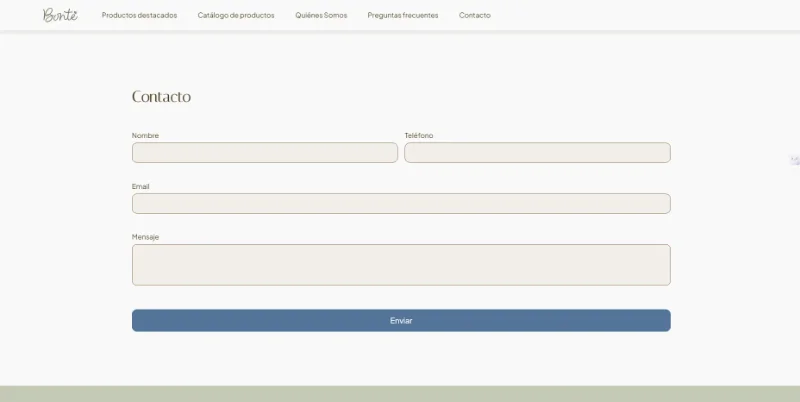 Bonté
Productos destacados
Catálogo de productos
Quiénes Somos
Preguntas frecuentes
Contacto
Contacto
Nombre
Teléfono
Email
Mensaje
Enviar